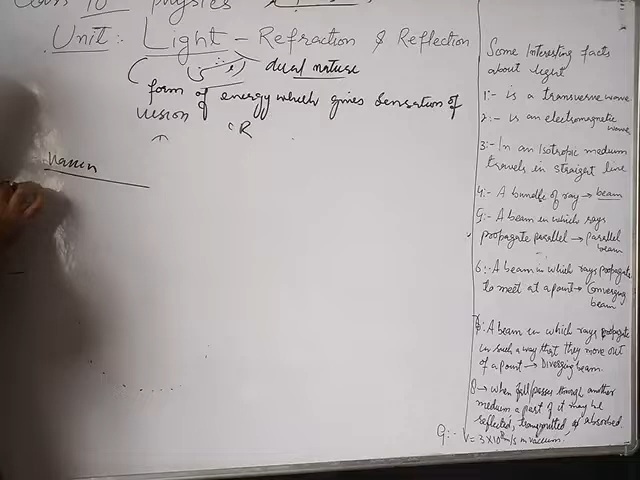 Class 10th Physics
Unit:- Light - Refraction & Reflection
dual nature
form of energy which gives sensation of
vision
Some Interesting facts
about light
1:- is a transverse wave
2:- is an electromagnetic
wave
3:- In an Isotropic medium
travels in straight line
4:- A bundle of ray → beam
5:- A beam in which rays
propagate parallel → parallel
beam
6:- A beam in which rays propagate
to meet at a point → Converging
beam
7:- A beam in which rays propagate
in such a way that they move out
of a point → Diverging beam.
8 → when fall/passes through another
medium a part of it may be
reflected, transmitted, or absorbed.
9:- V = 3×10⁸ m/s in vacuum.